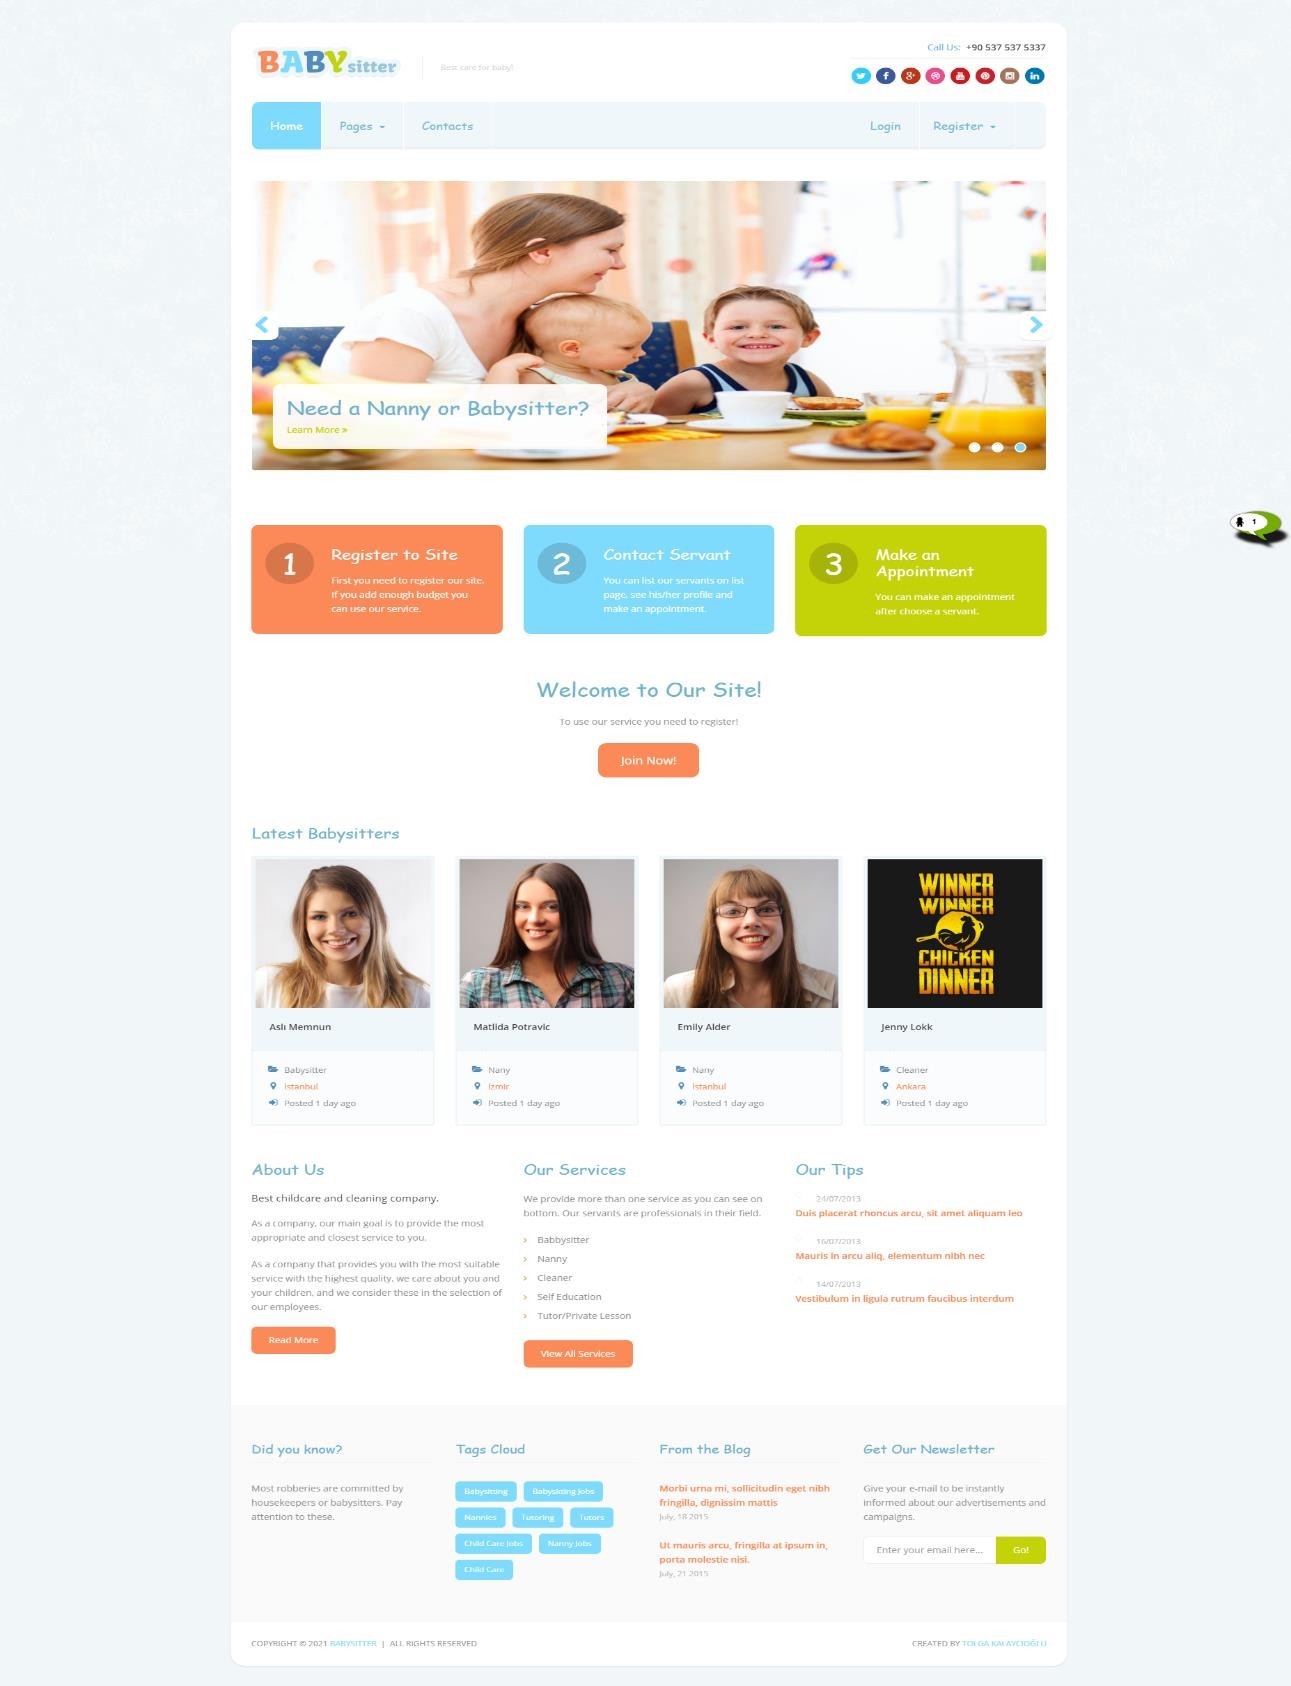 BABY sitter
Best care for baby!
Call Us: +90 537 537 5337
Home
Pages
Contacts
Login
Register
Need a Nanny or Babysitter?
Learn More »
1
Register to Site
First you need to register our site.
If you add enough budget you
can use our service.
2
Contact Servant
You can list our servants on list
page, see his/her profile and
make an appointment.
3
Make an
Appointment
You can make an appointment
after choose a servant.
1
Welcome to Our Site!
To use our service you need to register!
Join Now!
Latest Babysitters
WINNER
WINNER
CHICKEN
DINNER
Aslı Memnun
Babysitter
İstanbul
Posted 1 day ago
Matlida Potravic
Nany
İzmir
Posted 1 day ago
Emily Alder
Nany
İstanbul
Posted 1 day ago
Jenny Lokk
Cleaner
Ankara
Posted 1 day ago
About Us
Best childcare and cleaning company.
As a company, our main goal is to provide the most
appropriate and closest service to you.
As a company that provides you with the most suitable
service with the highest quality, we care about you and
your children, and we consider these in the selection of
our employees.
Read More
Our Services
We provide more than one service as you can see on
bottom. Our servants are professionals in their field.
Babbysitter
Nanny
Cleaner
Self Education
Tutor/Private Lesson
View All Services
Our Tips
24/07/2013
Duis placerat rhoncus arcu, sit amet aliquam leo
16/07/2013
Mauris in arcu aliq, elementum nibh nec
14/07/2013
Vestibulum in ligula rutrum faucibus interdum
Did you know?
Most robberies are committed by
housekeepers or babysitters. Pay
attention to these.
Tags Cloud
Babysitting
Babysitting Jobs
Nannies
Tutoring
Tutors
Child Care Jobs
Nanny Jobs
Child Care
From the Blog
Morbi urna mi, sollicitudin eget nibh
fringilla, dignissim mattis
July, 18 2015
Ut mauris arcu, fringilla at ipsum in,
porta molestie nisi.
July, 21 2015
Get Our Newsletter
Give your e-mail to be instantly
informed about our advertisements and
campaigns.
Enter your email here...
Go!
COPYRIGHT © 2021 BABYSITTER | ALL RIGHTS RESERVED
CREATED BY TOLGA KALAYCIOĞLU